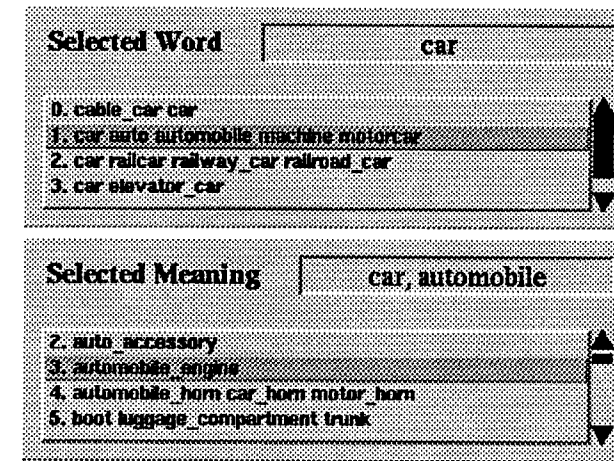 Selected Word car
0. cable_car car
1. car auto automobile machine motorcar
2. car railcar railway_car railroad_car
3. car elevator_car
Selected Meaning car, automobile
2. auto_accessory
3. automobile_engine
4. automobile_horn car_horn motor_horn
5. boot luggage_compartment trunk